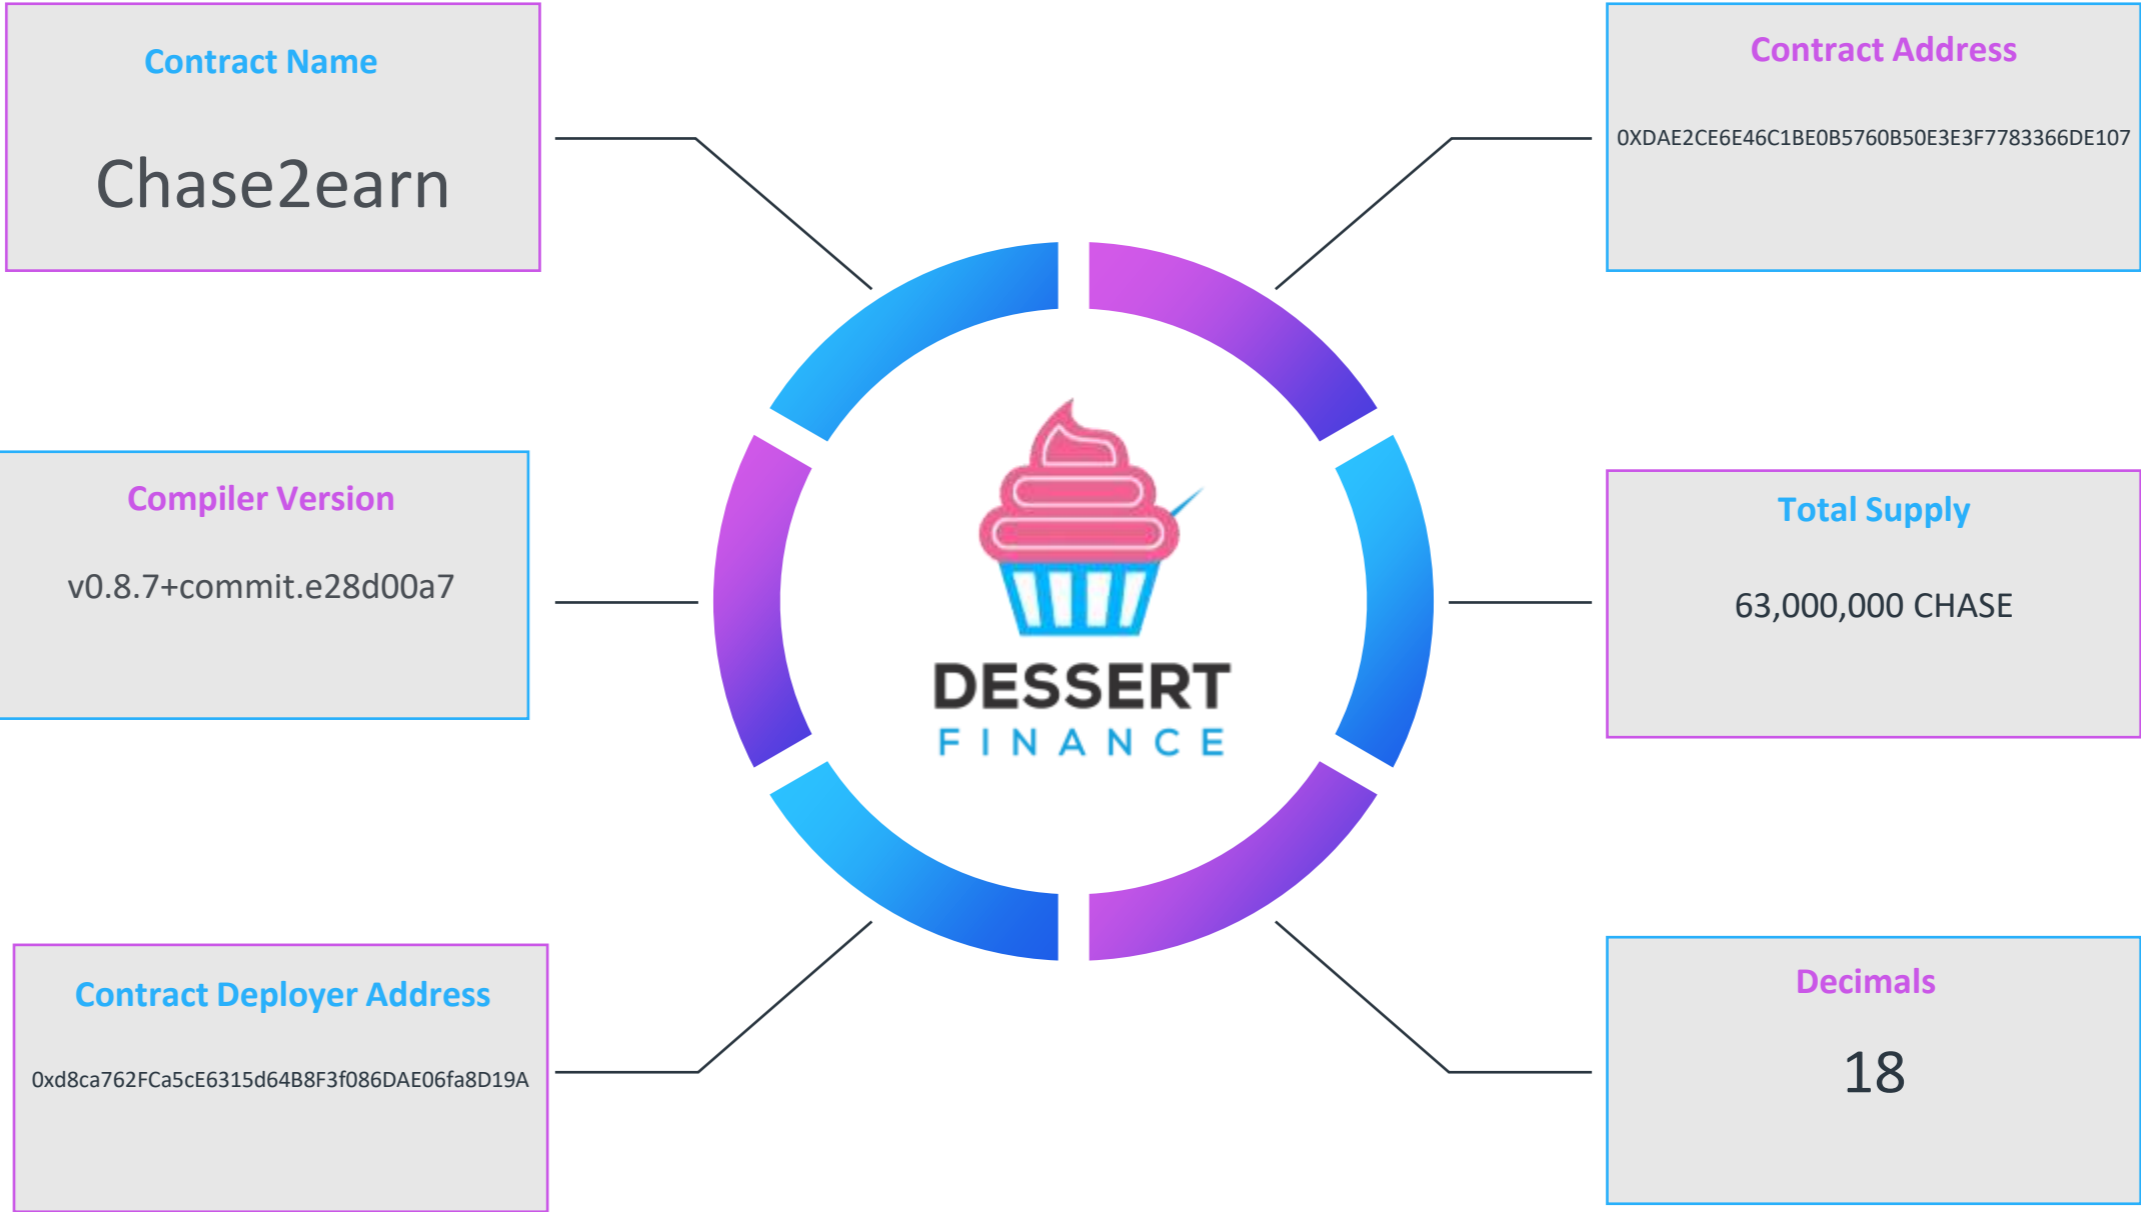 Contract Name
Chase2earn
Contract Address
0XDAE2CE6E46C1BE0B5760B50E3E3F7783366DE107
Compiler Version
v0.8.7+commit.e28d00a7
Total Supply
63,000,000 CHASE
DESSERT
FINANCE
Contract Deployer Address
0xd8ca762FCa5cE6315d64B8F3f086DAE06fa8D19A
Decimals
18